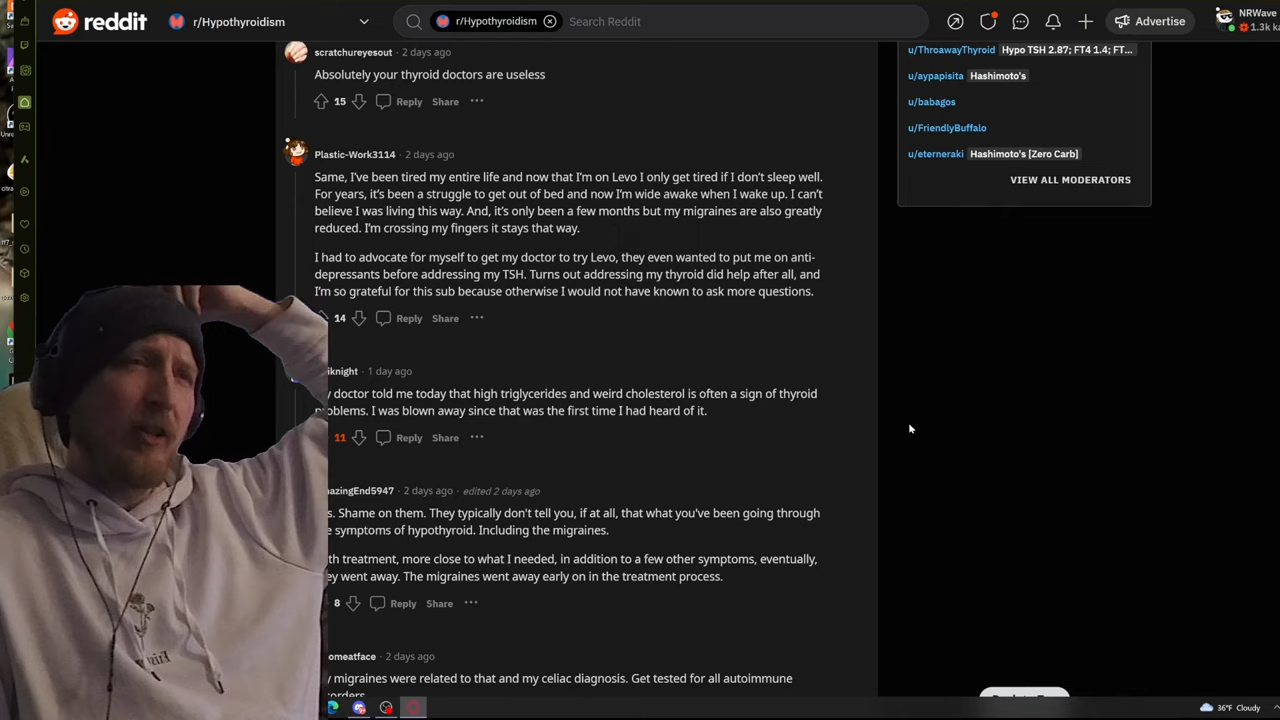 reddit
r/Hypothyroidism
r/Hypothyroidism
Search Reddit
Advertise
NRWave
1.3k ka
scratchureyesout · 2 days ago
Absolutely your thyroid doctors are useless
15 Reply Share
Plastic-Work3114 · 2 days ago
Same, I've been tired my entire life and now that I'm on Levo I only get tired if I don't sleep well.
For years, it's been a struggle to get out of bed and now I'm wide awake when I wake up. I can't
believe I was living this way. And, it's only been a few months but my migraines are also greatly
reduced. I'm crossing my fingers it stays that way.
I had to advocate for myself to get my doctor to try Levo, they even wanted to put me on anti-
depressants before addressing my TSH. Turns out addressing my thyroid did help after all, and
I'm so grateful for this sub because otherwise I would not have known to ask more questions.
14 Reply Share
iknight · 1 day ago
y doctor told me today that high triglycerides and weird cholesterol is often a sign of thyroid
problems. I was blown away since that was the first time I had heard of it.
11 Reply Share
mazingEnd5947 · 2 days ago · edited 2 days ago
s. Shame on them. They typically don't tell you, if at all, that what you've been going through
e symptoms of hypothyroid. Including the migraines.
th treatment, more close to what I needed, in addition to a few other symptoms, eventually,
ey went away. The migraines went away early on in the treatment process.
8 Reply Share
omeatface · 2 days ago
y migraines were related to that and my celiac diagnosis. Get tested for all autoimmune
u/ThroawayThyroid Hypo TSH 2.87; FT4 1.4; FT...
u/aypapisita Hashimoto's
u/babagos
u/FriendlyBuffalo
u/eterneraki Hashimoto's [Zero Carb]
VIEW ALL MODERATORS
36°F Cloudy